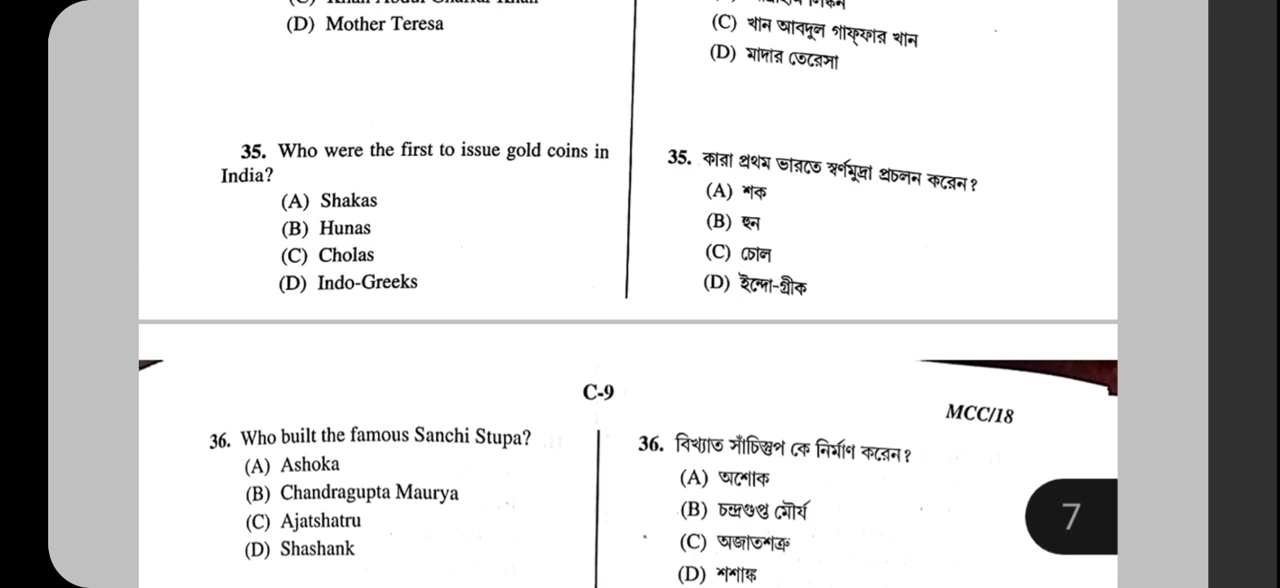 (D) Mother Teresa
(C) খান আবদুল গাফ্ফার খান
(D) মাদার তেরেসা
35. Who were the first to issue gold coins in
India?
(A) Shakas
(B) Hunas
(C) Cholas
(D) Indo-Greeks
35. কারা প্রথম ভারতে স্বর্ণমুদ্রা প্রচলন করেন?
(A) শক
(B) হুন
(C) চোল
(D) ইন্দো-গ্রীক
C-9
MCC/18
36. Who built the famous Sanchi Stupa?
(A) Ashoka
(B) Chandragupta Maurya
(C) Ajatshatru
(D) Shashank
36. বিখ্যাত সাঁচিস্তুপ কে নির্মাণ করেন?
(A) অশোক
(B) চন্দ্রগুপ্ত মৌর্য
(C) অজাতশত্রু
(D) শশাঙ্ক
7